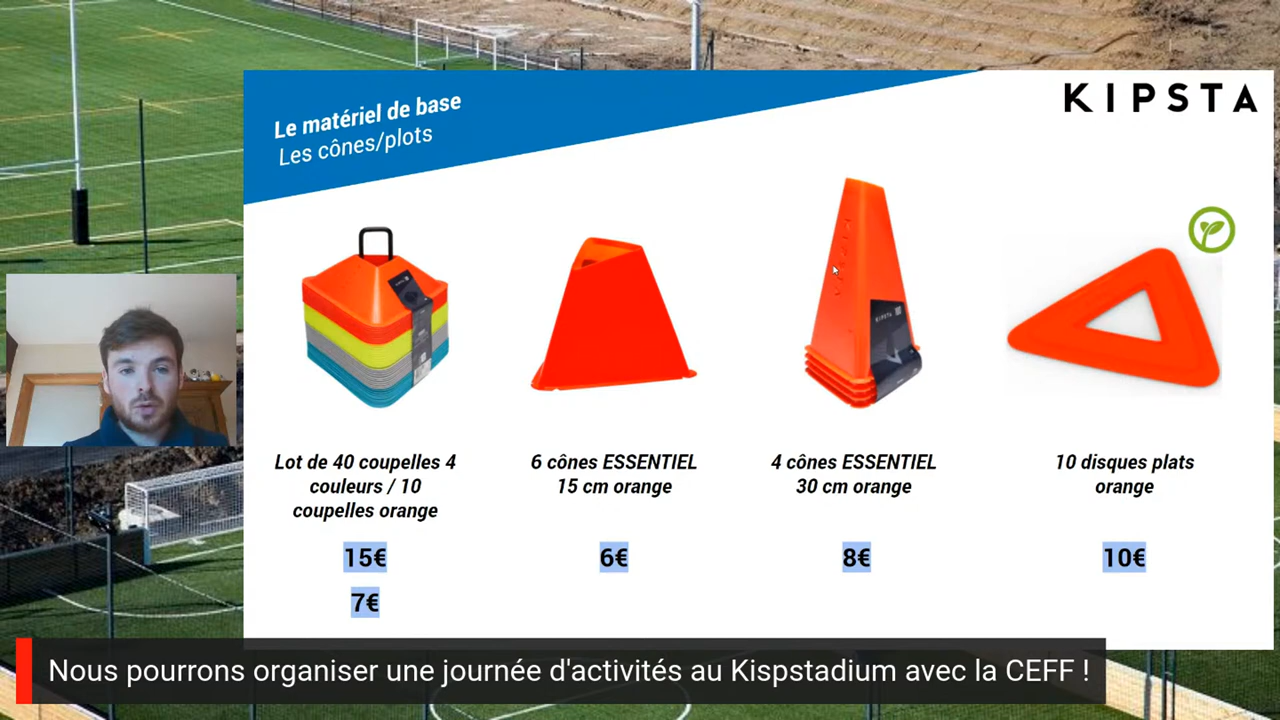 Le matériel de base
Les cônes/plots
KIPSTA
KIPSTA
Lot de 40 coupelles 4
couleurs / 10
coupelles orange
15€
7€
6 cônes ESSENTIEL
15 cm orange
6€
4 cônes ESSENTIEL
30 cm orange
8€
10 disques plats
orange
10€
Nous pourrons organiser une journée d'activités au Kispstadium avec la CEFF !